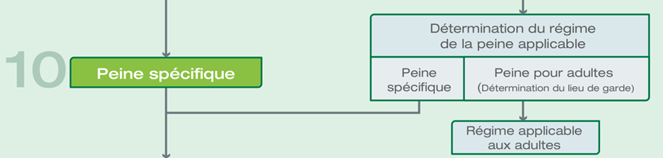 10
Peine spécifique
Détermination du régime
de la peine applicable
Peine
spécifique
Peine pour adultes
(Détermination du lieu de garde)
Régime applicable
aux adultes